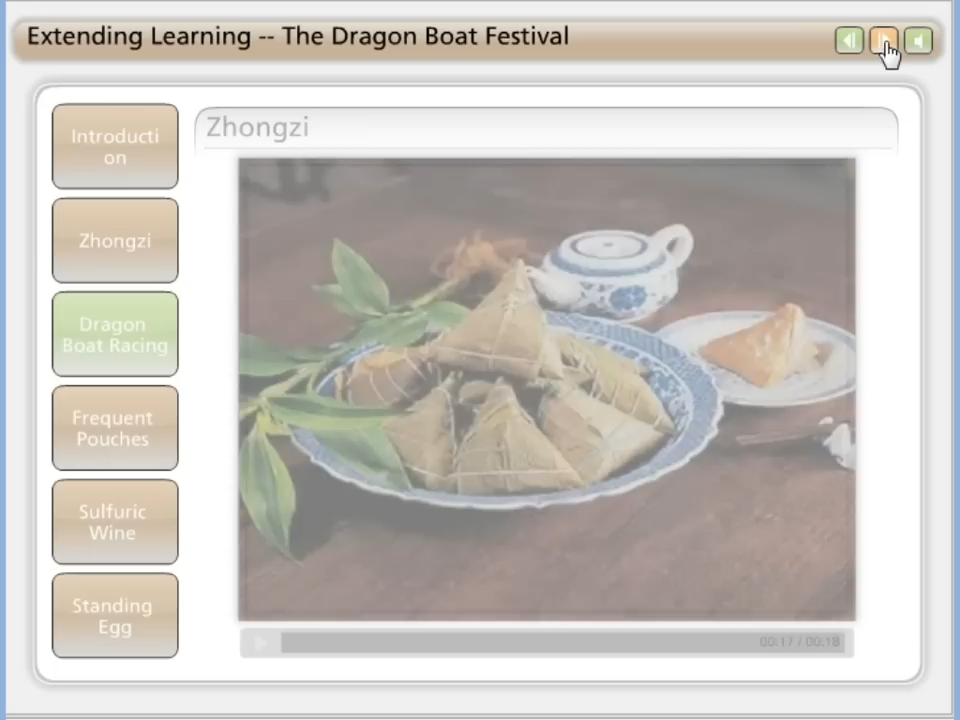 Extending Learning -- The Dragon Boat Festival
Introducti
on
Zhongzi
Dragon
Boat Racing
Frequent
Pouches
Sulfuric
Wine
Standing
Egg
Zhongzi
00:17 / 00:18